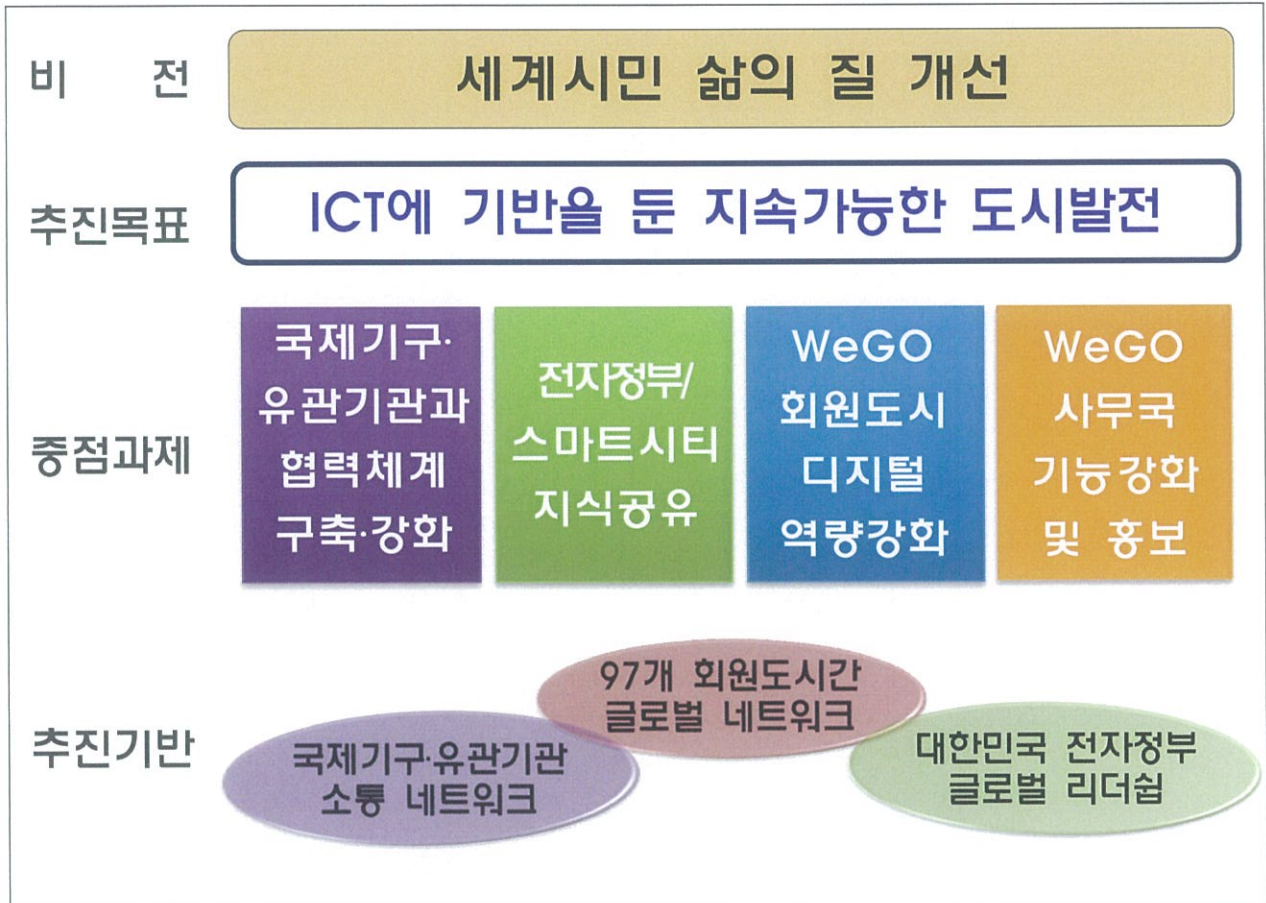 비 전
세계시민 삶의 질 개선
추진목표
ICT에 기반을 둔 지속가능한 도시발전
중점과제
국제기구·
유관기관과
협력체계
구축·강화
전자정부/
스마트시티
지식공유
WeGO
회원도시
디지털
역량강화
WeGO
사무국
기능강화
및 홍보
추진기반
국제기구·유관기관
소통 네트워크
97개 회원도시간
글로벌 네트워크
대한민국 전자정부
글로벌 리더쉽